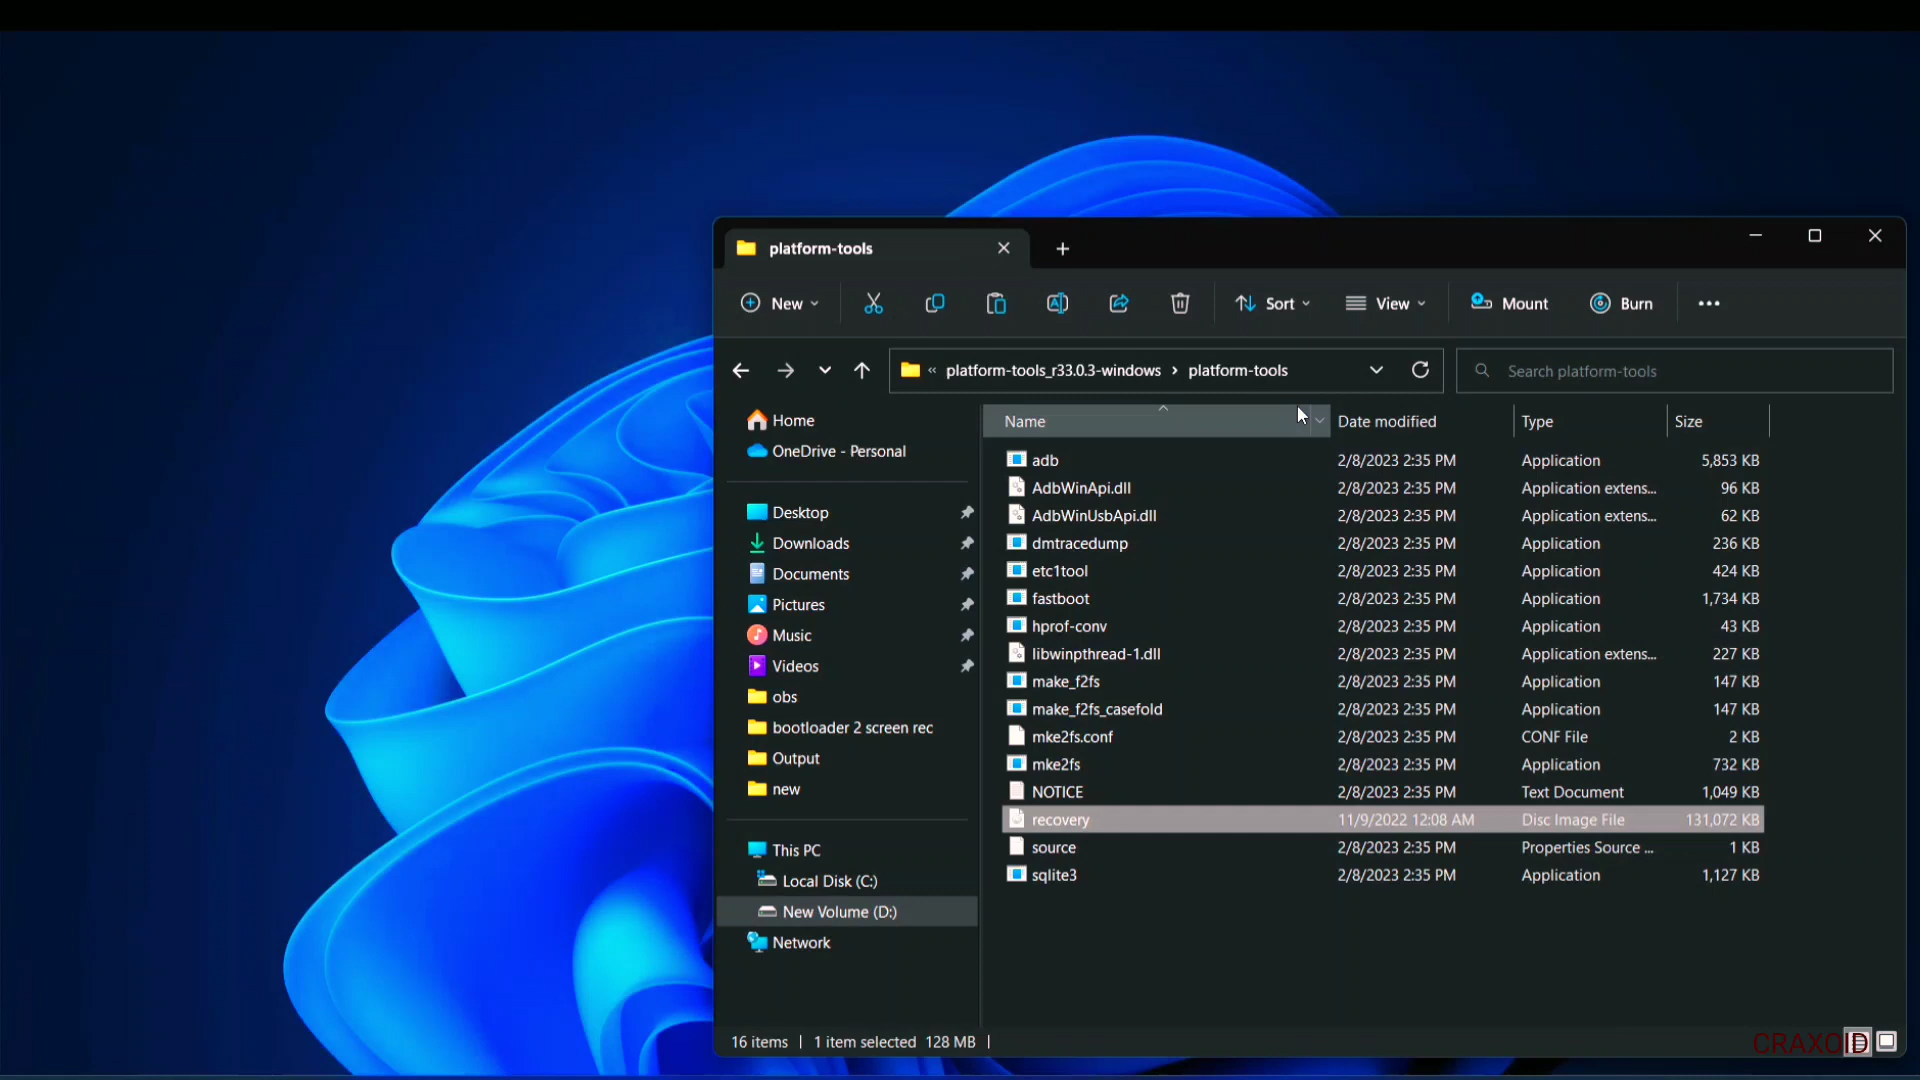 platform-tools
New
Sort
View
Mount
Burn
« platform-tools_r33.0.3-windows › platform-tools
Search platform-tools
Home
OneDrive - Personal
Desktop
Downloads
Documents
Pictures
Music
Videos
obs
bootloader 2 screen rec
Output
new
This PC
Local Disk (C:)
New Volume (D:)
Network
Name Date modified Type Size
adb 2/8/2023 2:35 PM Application 5,853 KB
AdbWinApi.dll 2/8/2023 2:35 PM Application extens... 96 KB
AdbWinUsbApi.dll 2/8/2023 2:35 PM Application extens... 62 KB
dmtracedump 2/8/2023 2:35 PM Application 236 KB
etc1tool 2/8/2023 2:35 PM Application 424 KB
fastboot 2/8/2023 2:35 PM Application 1,734 KB
hprof-conv 2/8/2023 2:35 PM Application 43 KB
libwinpthread-1.dll 2/8/2023 2:35 PM Application extens... 227 KB
make_f2fs 2/8/2023 2:35 PM Application 147 KB
make_f2fs_casefold 2/8/2023 2:35 PM Application 147 KB
mke2fs.conf 2/8/2023 2:35 PM CONF File 2 KB
mke2fs 2/8/2023 2:35 PM Application 732 KB
NOTICE 2/8/2023 2:35 PM Text Document 1,049 KB
recovery 11/9/2022 12:08 AM Disc Image File 131,072 KB
source 2/8/2023 2:35 PM Properties Source ... 1 KB
sqlite3 2/8/2023 2:35 PM Application 1,127 KB
16 items | 1 item selected 128 MB |
CRAXOID